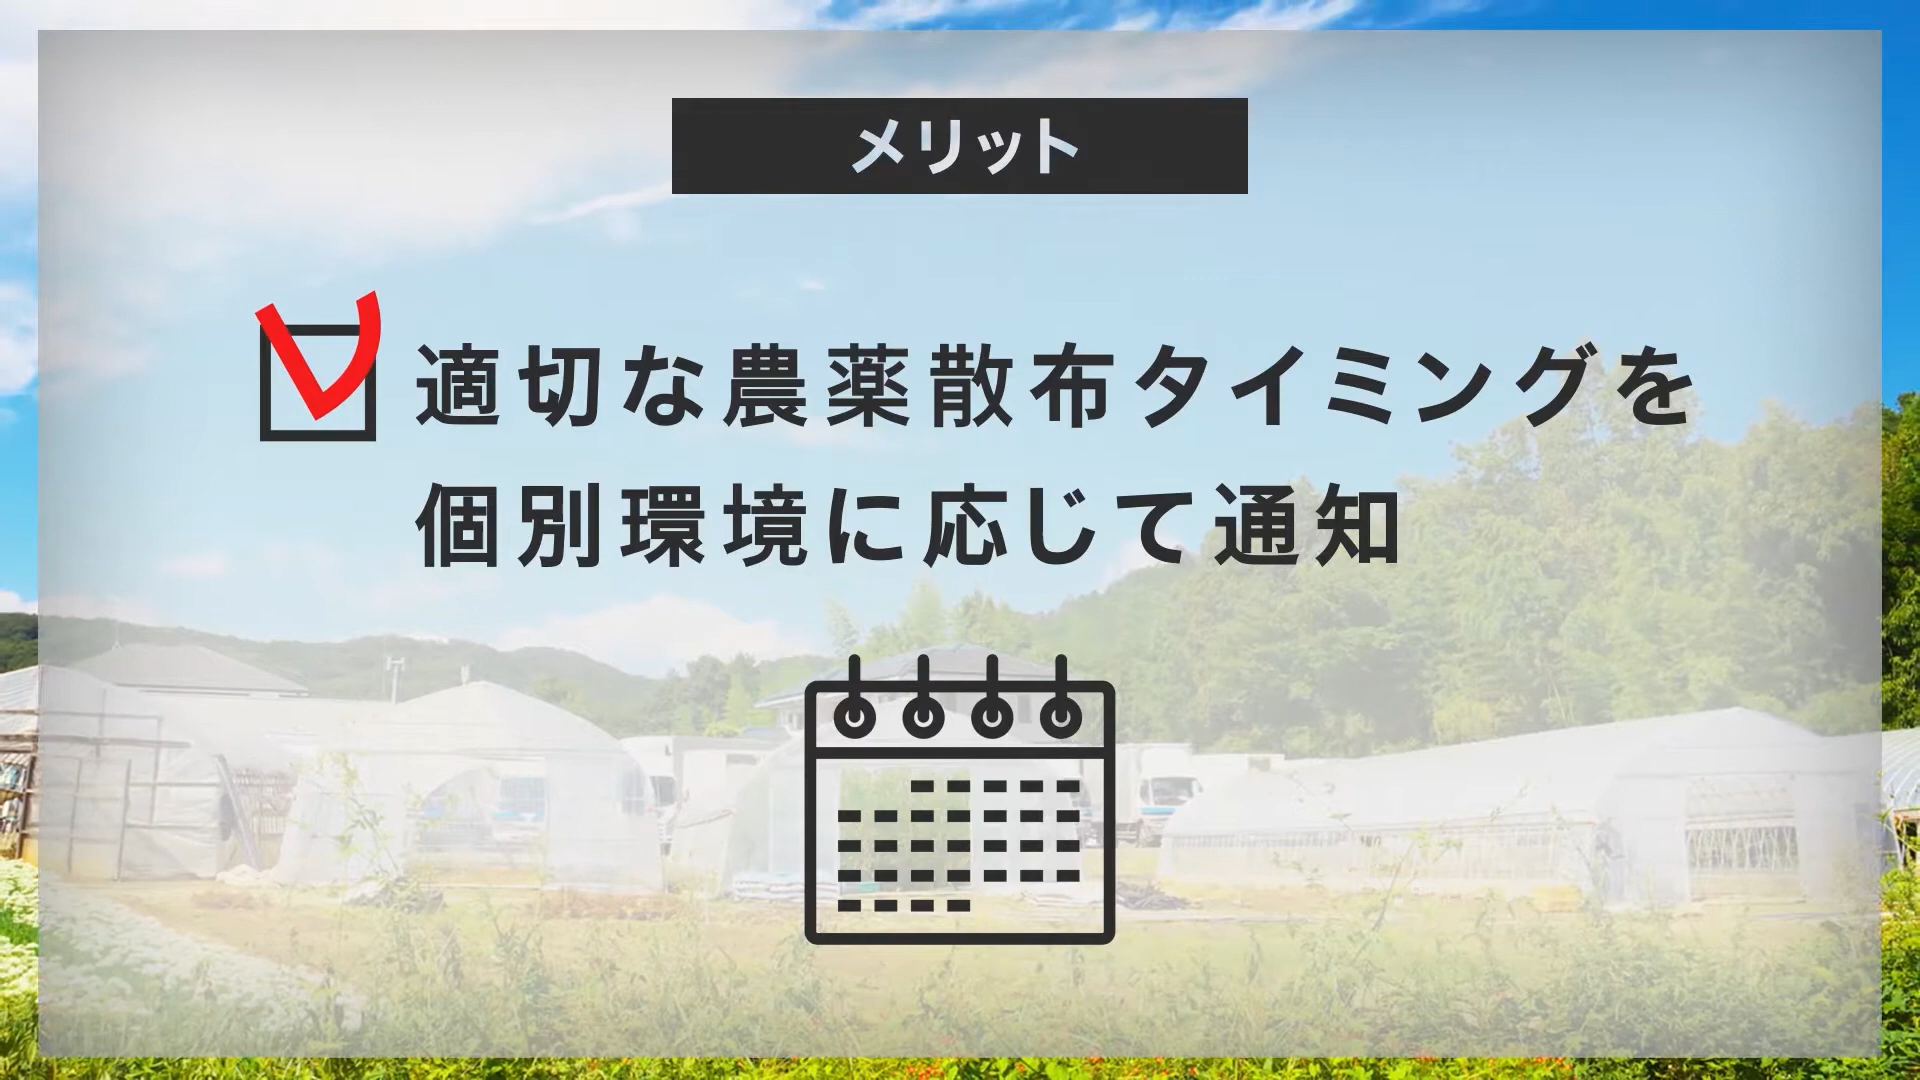 メリット
適切な農薬散布タイミングを
個別環境に応じて通知